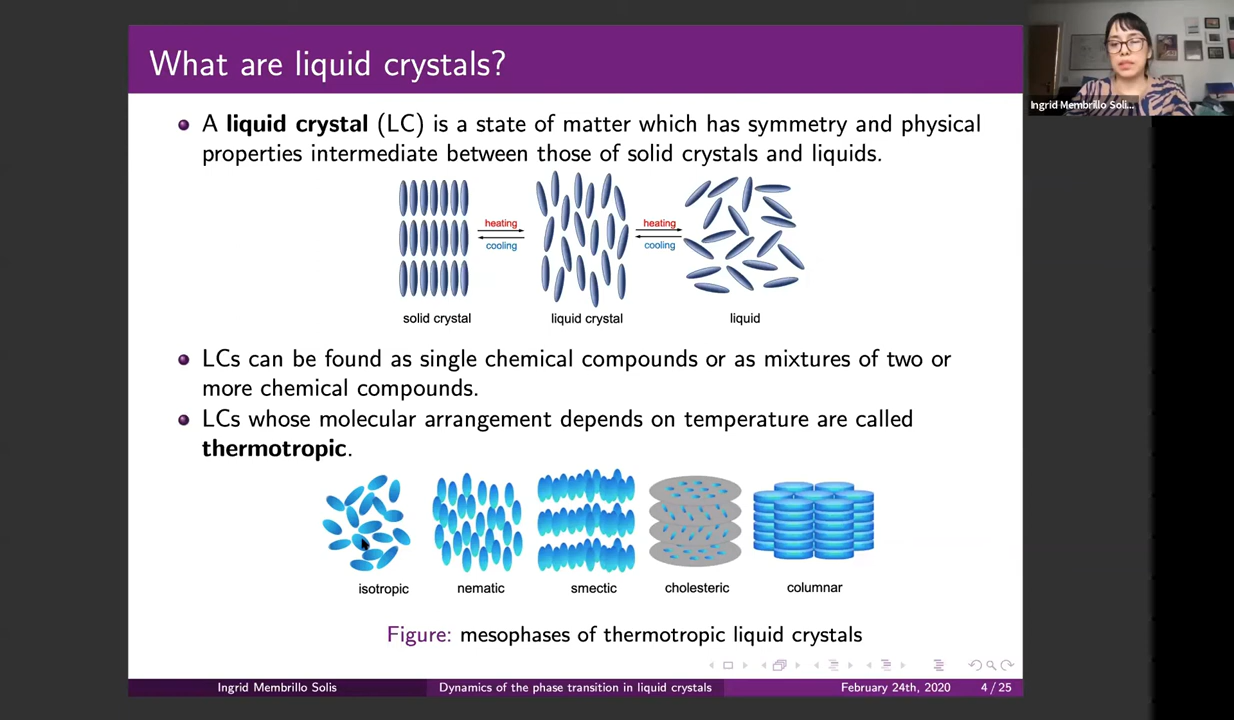 What are liquid crystals?
A liquid crystal (LC) is a state of matter which has symmetry and physical
properties intermediate between those of solid crystals and liquids.
heating
cooling
heating
cooling
solid crystal
liquid crystal
liquid
LCs can be found as single chemical compounds or as mixtures of two or
more chemical compounds.
LCs whose molecular arrangement depends on temperature are called
thermotropic.
isotropic
nematic
smectic
cholesteric
columnar
Figure: mesophases of thermotropic liquid crystals
Ingrid Membrillo Solis
Dynamics of the phase transition in liquid crystals
February 24th, 2020
4 / 25
Ingrid Membrillo Soli...